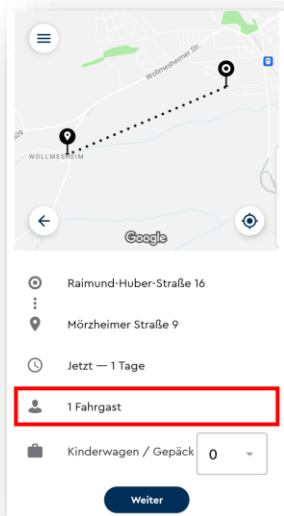 Wollmesheimer Str.
WOLLMESHEIM
Google
Raimund-Huber-Straße 16
Mörzheimer Straße 9
Jetzt — 1 Tage
1 Fahrgast
Kinderwagen / Gepäck 0
Weiter